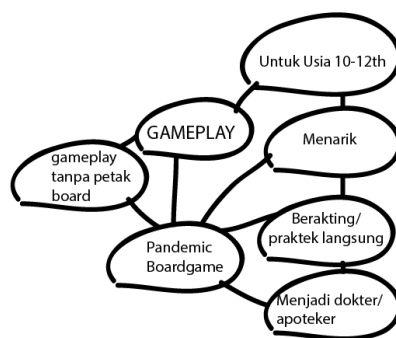 Untuk Usia 10-12th
GAMEPLAY
Menarik
gameplay
tanpa petak
board
Berakting/
praktek langsung
Pandemic
Boardgame
Menjadi dokter/
apoteker